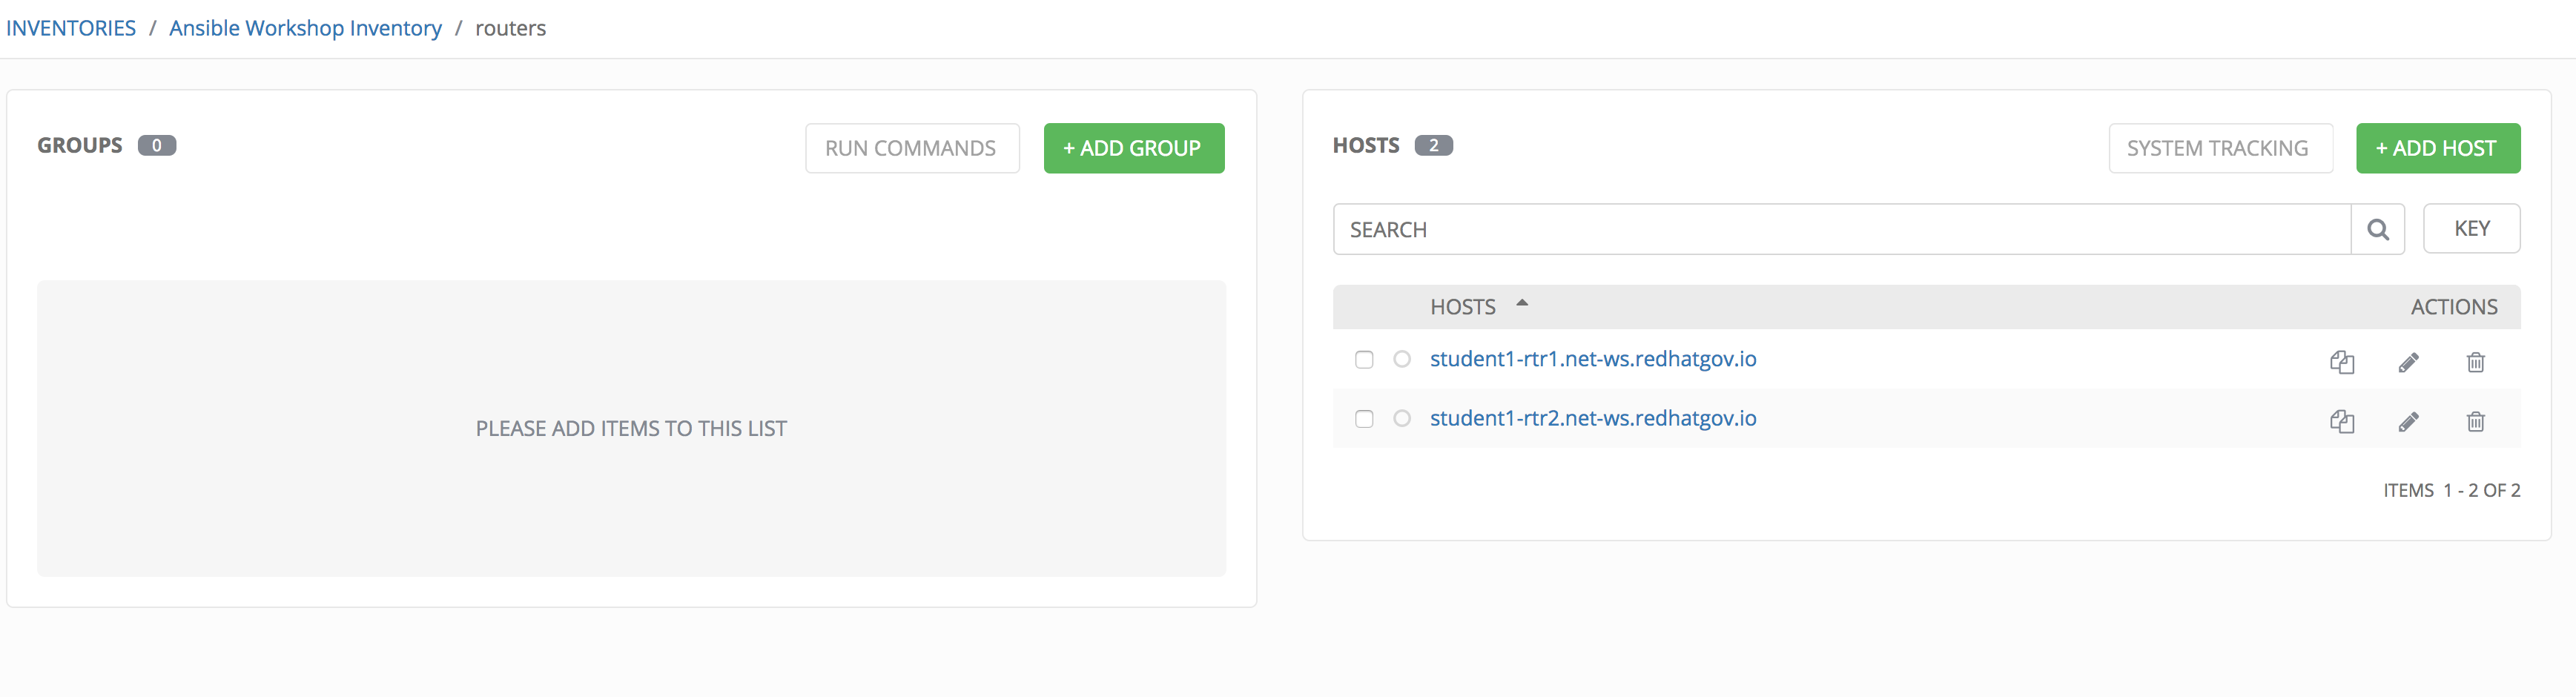 INVENTORIES / Ansible Workshop Inventory / routers
GROUPS 0
RUN COMMANDS
+ ADD GROUP
PLEASE ADD ITEMS TO THIS LIST
HOSTS 2
SYSTEM TRACKING
+ ADD HOST
SEARCH
KEY
HOSTS ACTIONS
student1-rtr1.net-ws.redhatgov.io
student1-rtr2.net-ws.redhatgov.io
ITEMS 1 - 2 OF 2